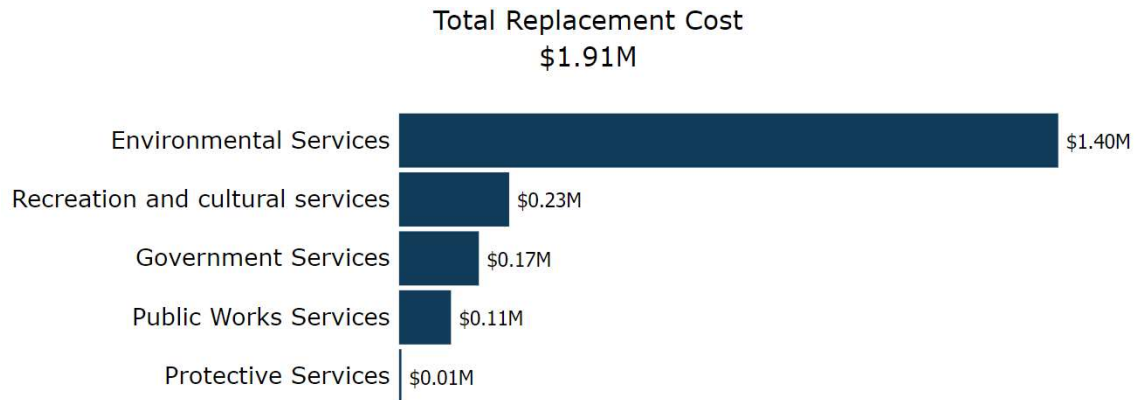 Total Replacement Cost
$1.91M
Environmental Services $1.40M
Recreation and cultural services $0.23M
Government Services $0.17M
Public Works Services $0.11M
Protective Services $0.01M